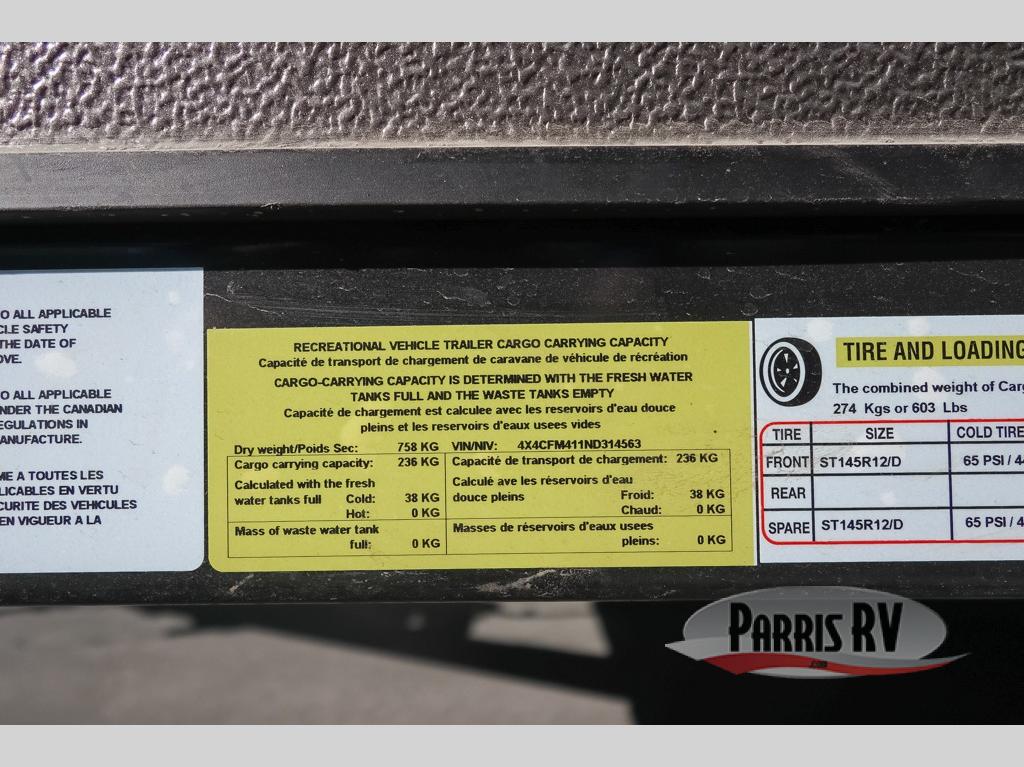 O ALL APPLICABLE
CLE SAFETY
THE DATE OF
OVE.
O ALL APPLICABLE
NDER THE CANADIAN
EGULATIONS IN
ANUFACTURE.
ME A TOUTES LES
LICABLES EN VERTU
CURITE DES VEHICULES
EN VIGUEUR A LA
RECREATIONAL VEHICLE TRAILER CARGO CARRYING CAPACITY
Capacité de transport de chargement de caravane de véhicule de récréation
CARGO-CARRYING CAPACITY IS DETERMINED WITH THE FRESH WATER
TANKS FULL AND THE WASTE TANKS EMPTY
Capacité de chargement est calculee avec les reservoirs d'eau douce
pleins et les reservoirs d'eaux usees vides
Dry weight/Poids Sec: 758 KG VIN/NIV: 4X4CFM411ND314563
Cargo carrying capacity: 236 KG Capacité de transport de chargement: 236 KG
Calculated with the fresh Calculé ave les réservoirs d'eau
water tanks full Cold: 38 KG douce pleins Froid: 38 KG
Hot: 0 KG Chaud: 0 KG
Mass of waste water tank Masses de réservoirs d'eaux usees
full: 0 KG pleins: 0 KG
TIRE AND LOADING
The combined weight of Car
274 Kgs or 603 Lbs
TIRE SIZE COLD TIRE
FRONT ST145R12/D 65 PSI / 4
REAR
SPARE ST145R12/D 65 PSI / 4
PARRIS RV
.com